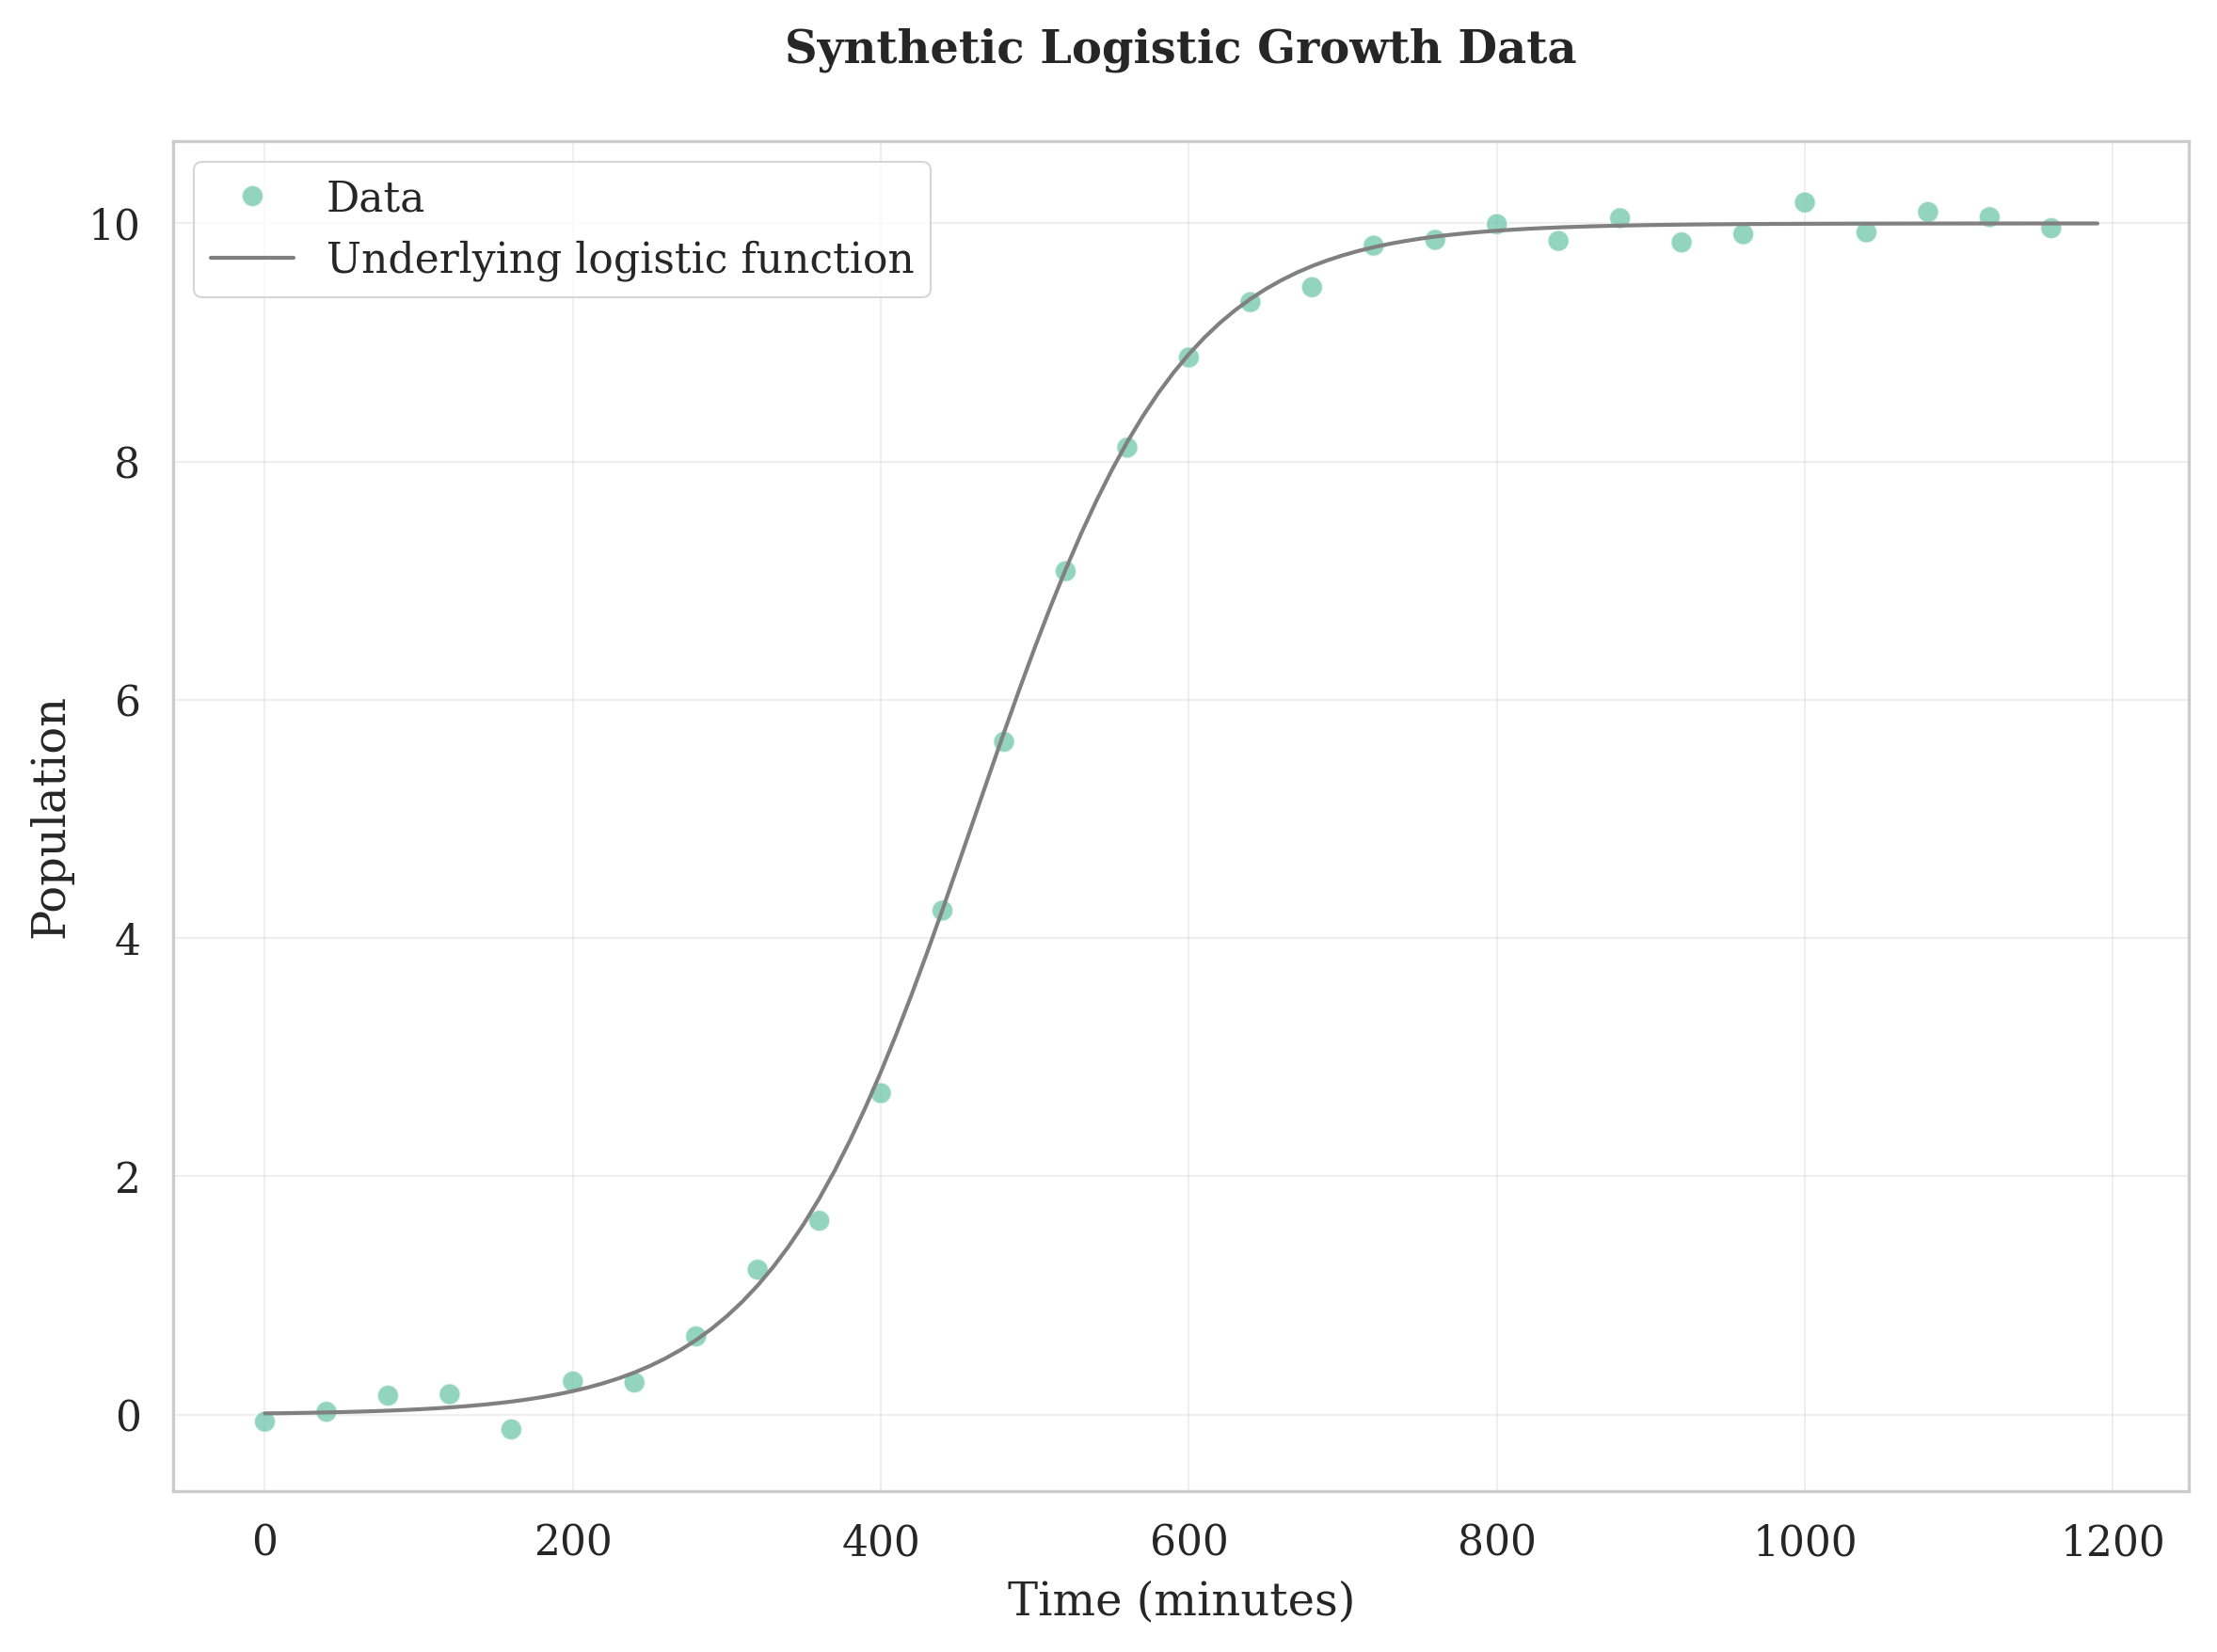 Synthetic Logistic Growth Data
Data
Underlying logistic function
10
8
6
4
2
0
Population
0 200 400 600 800 1000 1200
Time (minutes)